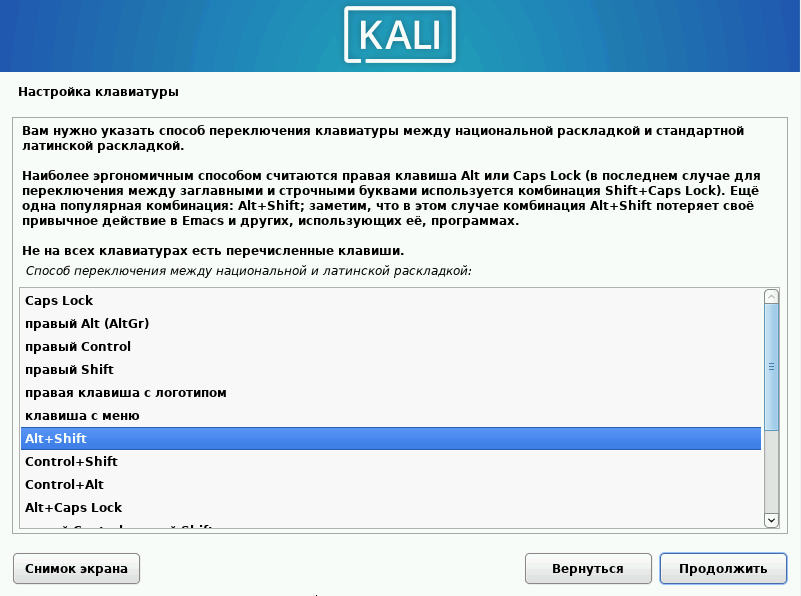 KALI
Настройка клавиатуры
Вам нужно указать способ переключения клавиатуры между национальной раскладкой и стандартной
латинской раскладкой.
Наиболее эргономичным способом считаются правая клавиша Alt или Caps Lock (в последнем случае для
переключения между заглавными и строчными буквами используется комбинация Shift+Caps Lock). Ещё
одна популярная комбинация: Alt+Shift; заметим, что в этом случае комбинация Alt+Shift потеряет своё
привычное действие в Emacs и других, использующих её, программах.
Не на всех клавиатурах есть перечисленные клавиши.
Способ переключения между национальной и латинской раскладкой:
Caps Lock
правый Alt (AltGr)
правый Control
правый Shift
правая клавиша с логотипом
клавиша с меню
Alt+Shift
Control+Shift
Control+Alt
Alt+Caps Lock
Снимок экрана
Вернуться
Продолжить